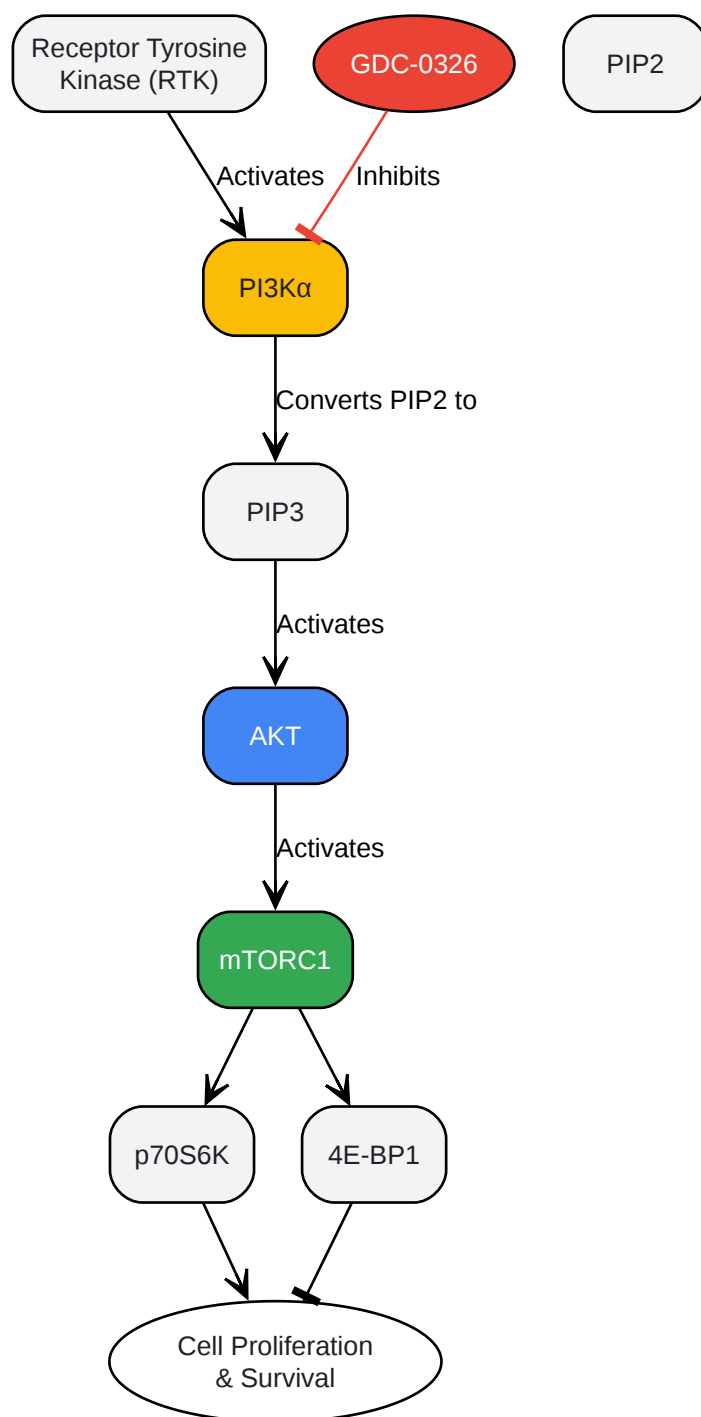 Receptor Tyrosine
Kinase (RTK)
GDC-0326
PIP2
Activates
Inhibits
PI3Kα
Converts PIP2 to
PIP3
Activates
AKT
Activates
mTORC1
p70S6K
4E-BP1
Cell Proliferation
& Survival